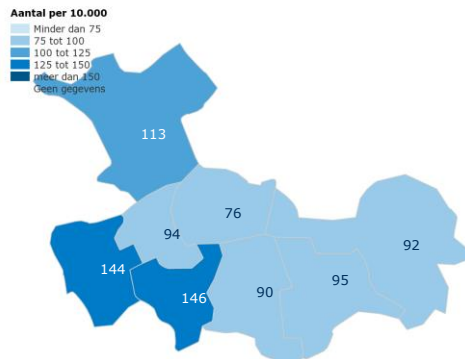 Aantal per 10.000
Minder dan 75
75 tot 100
100 tot 125
125 tot 150
meer dan 150
Geen gegevens
113
76
94
92
144
146
90
95